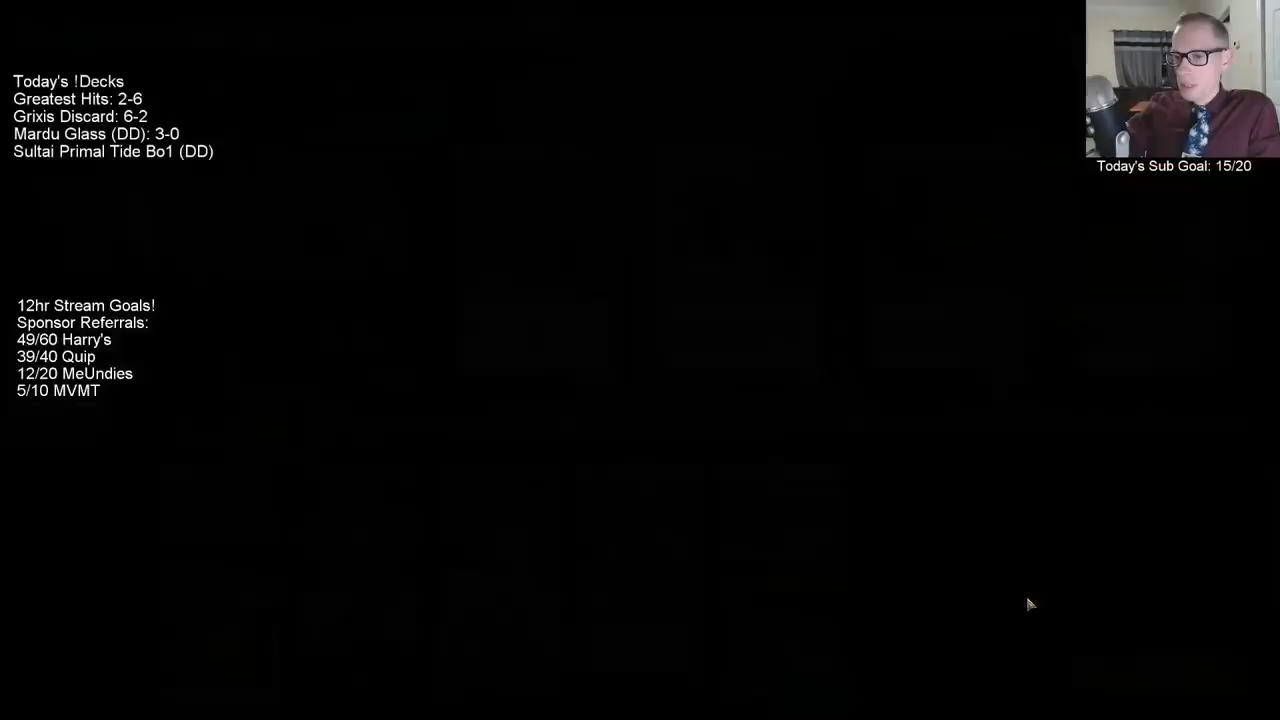 Today's !Decks
Greatest Hits: 2-6
Grixis Discard: 6-2
Mardu Glass (DD): 3-0
Sultai Primal Tide Bo1 (DD)
Today's Sub Goal: 15/20
12hr Stream Goals!
Sponsor Referrals:
49/60 Harry's
39/40 Quip
12/20 MeUndies
5/10 MVMT